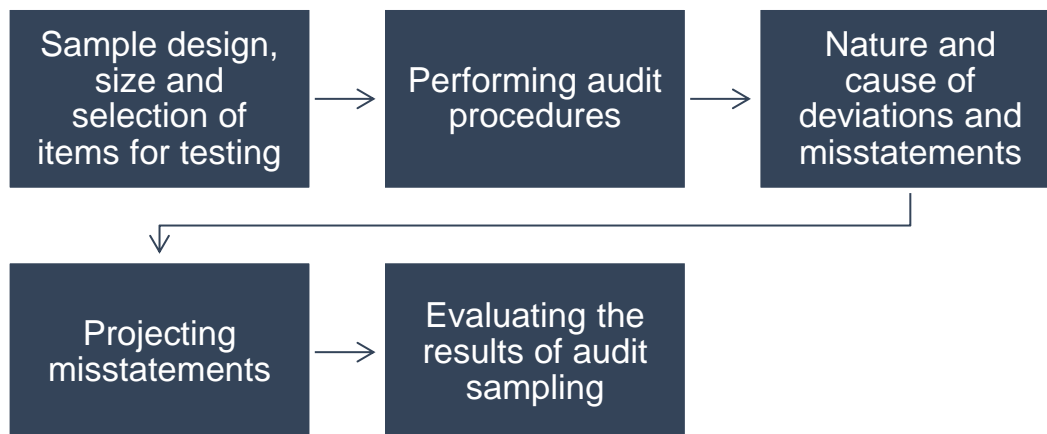 Sample design,
size and
selection of
items for testing
Performing audit
procedures
Nature and
cause of
deviations and
misstatements
Projecting
misstatements
Evaluating the
results of audit
sampling